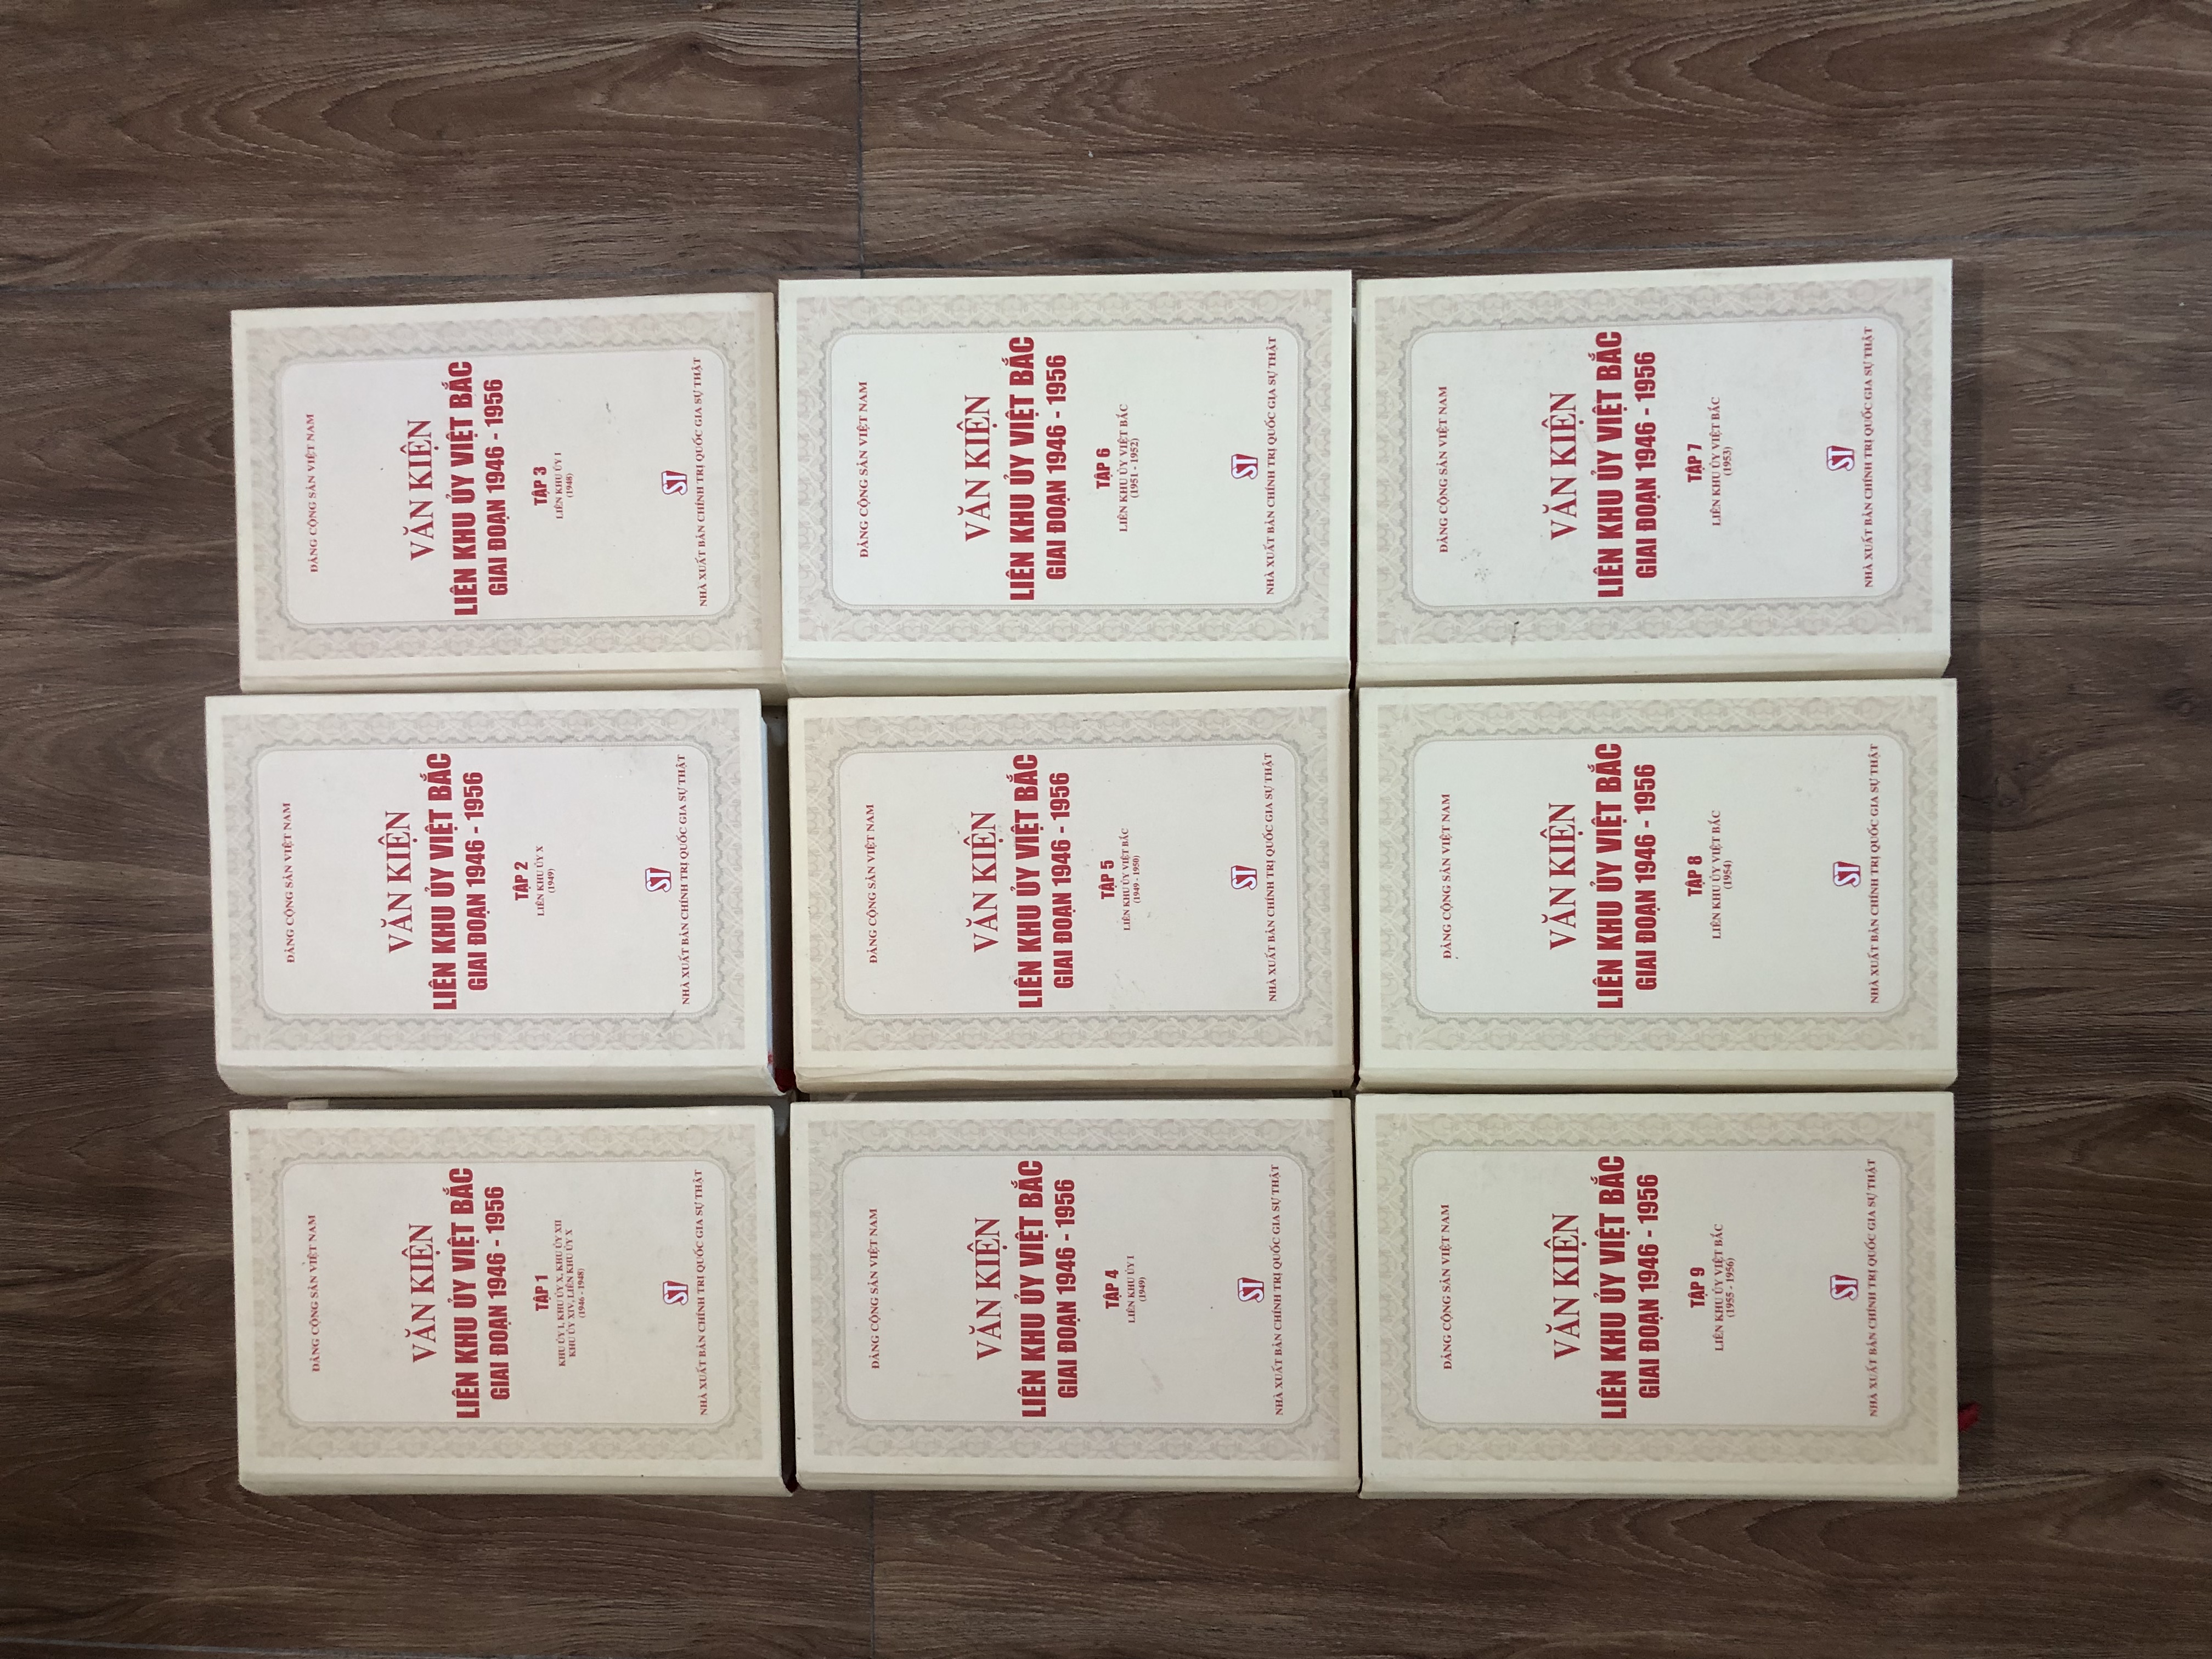 ĐẢNG CỘNG SẢN VIỆT NAM
VĂN KIỆN
LIÊN KHU ỦY VIỆT BẮC
GIAI ĐOẠN 1946 - 1956
TẬP 1
KHU ỦY I, KHU ỦY X, KHU ỦY XII
KHU ỦY XIV, LIÊN KHU ỦY X
(1946 - 1948)
ST
NHÀ XUẤT BẢN CHÍNH TRỊ QUỐC GIA SỰ THẬT
ĐẢNG CỘNG SẢN VIỆT NAM
VĂN KIỆN
LIÊN KHU ỦY VIỆT BẮC
GIAI ĐOẠN 1946 - 1956
TẬP 2
LIÊN KHU ỦY X
(1949)
ST
NHÀ XUẤT BẢN CHÍNH TRỊ QUỐC GIA SỰ THẬT
ĐẢNG CỘNG SẢN VIỆT NAM
VĂN KIỆN
LIÊN KHU ỦY VIỆT BẮC
GIAI ĐOẠN 1946 - 1956
TẬP 3
LIÊN KHU ỦY I
(1948)
ST
NHÀ XUẤT BẢN CHÍNH TRỊ QUỐC GIA SỰ THẬT
ĐẢNG CỘNG SẢN VIỆT NAM
VĂN KIỆN
LIÊN KHU ỦY VIỆT BẮC
GIAI ĐOẠN 1946 - 1956
TẬP 4
LIÊN KHU ỦY I
(1949)
ST
NHÀ XUẤT BẢN CHÍNH TRỊ QUỐC GIA SỰ THẬT
ĐẢNG CỘNG SẢN VIỆT NAM
VĂN KIỆN
LIÊN KHU ỦY VIỆT BẮC
GIAI ĐOẠN 1946 - 1956
TẬP 5
LIÊN KHU ỦY VIỆT BẮC
(1949 - 1950)
ST
NHÀ XUẤT BẢN CHÍNH TRỊ QUỐC GIA SỰ THẬT
ĐẢNG CỘNG SẢN VIỆT NAM
VĂN KIỆN
LIÊN KHU ỦY VIỆT BẮC
GIAI ĐOẠN 1946 - 1956
TẬP 6
LIÊN KHU ỦY VIỆT BẮC
(1951 - 1952)
ST
NHÀ XUẤT BẢN CHÍNH TRỊ QUỐC GIA SỰ THẬT
ĐẢNG CỘNG SẢN VIỆT NAM
VĂN KIỆN
LIÊN KHU ỦY VIỆT BẮC
GIAI ĐOẠN 1946 - 1956
TẬP 9
LIÊN KHU ỦY VIỆT BẮC
(1955 - 1956)
ST
NHÀ XUẤT BẢN CHÍNH TRỊ QUỐC GIA SỰ THẬT
ĐẢNG CỘNG SẢN VIỆT NAM
VĂN KIỆN
LIÊN KHU ỦY VIỆT BẮC
GIAI ĐOẠN 1946 - 1956
TẬP 8
LIÊN KHU ỦY VIỆT BẮC
(1954)
ST
NHÀ XUẤT BẢN CHÍNH TRỊ QUỐC GIA SỰ THẬT
ĐẢNG CỘNG SẢN VIỆT NAM
VĂN KIỆN
LIÊN KHU ỦY VIỆT BẮC
GIAI ĐOẠN 1946 - 1956
TẬP 7
LIÊN KHU ỦY VIỆT BẮC
(1953)
ST
NHÀ XUẤT BẢN CHÍNH TRỊ QUỐC GIA SỰ THẬT